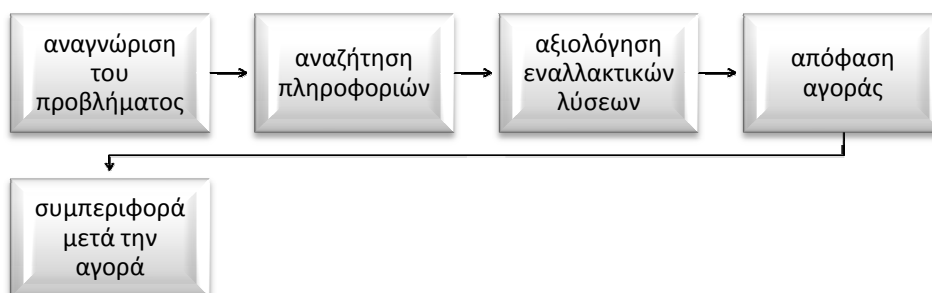 αναγνώριση
του
προβλήματος
αναζήτηση
πληροφοριών
αξιολόγηση
εναλλακτικών
λύσεων
απόφαση
αγοράς
συμπεριφορά
μετά την
αγορά